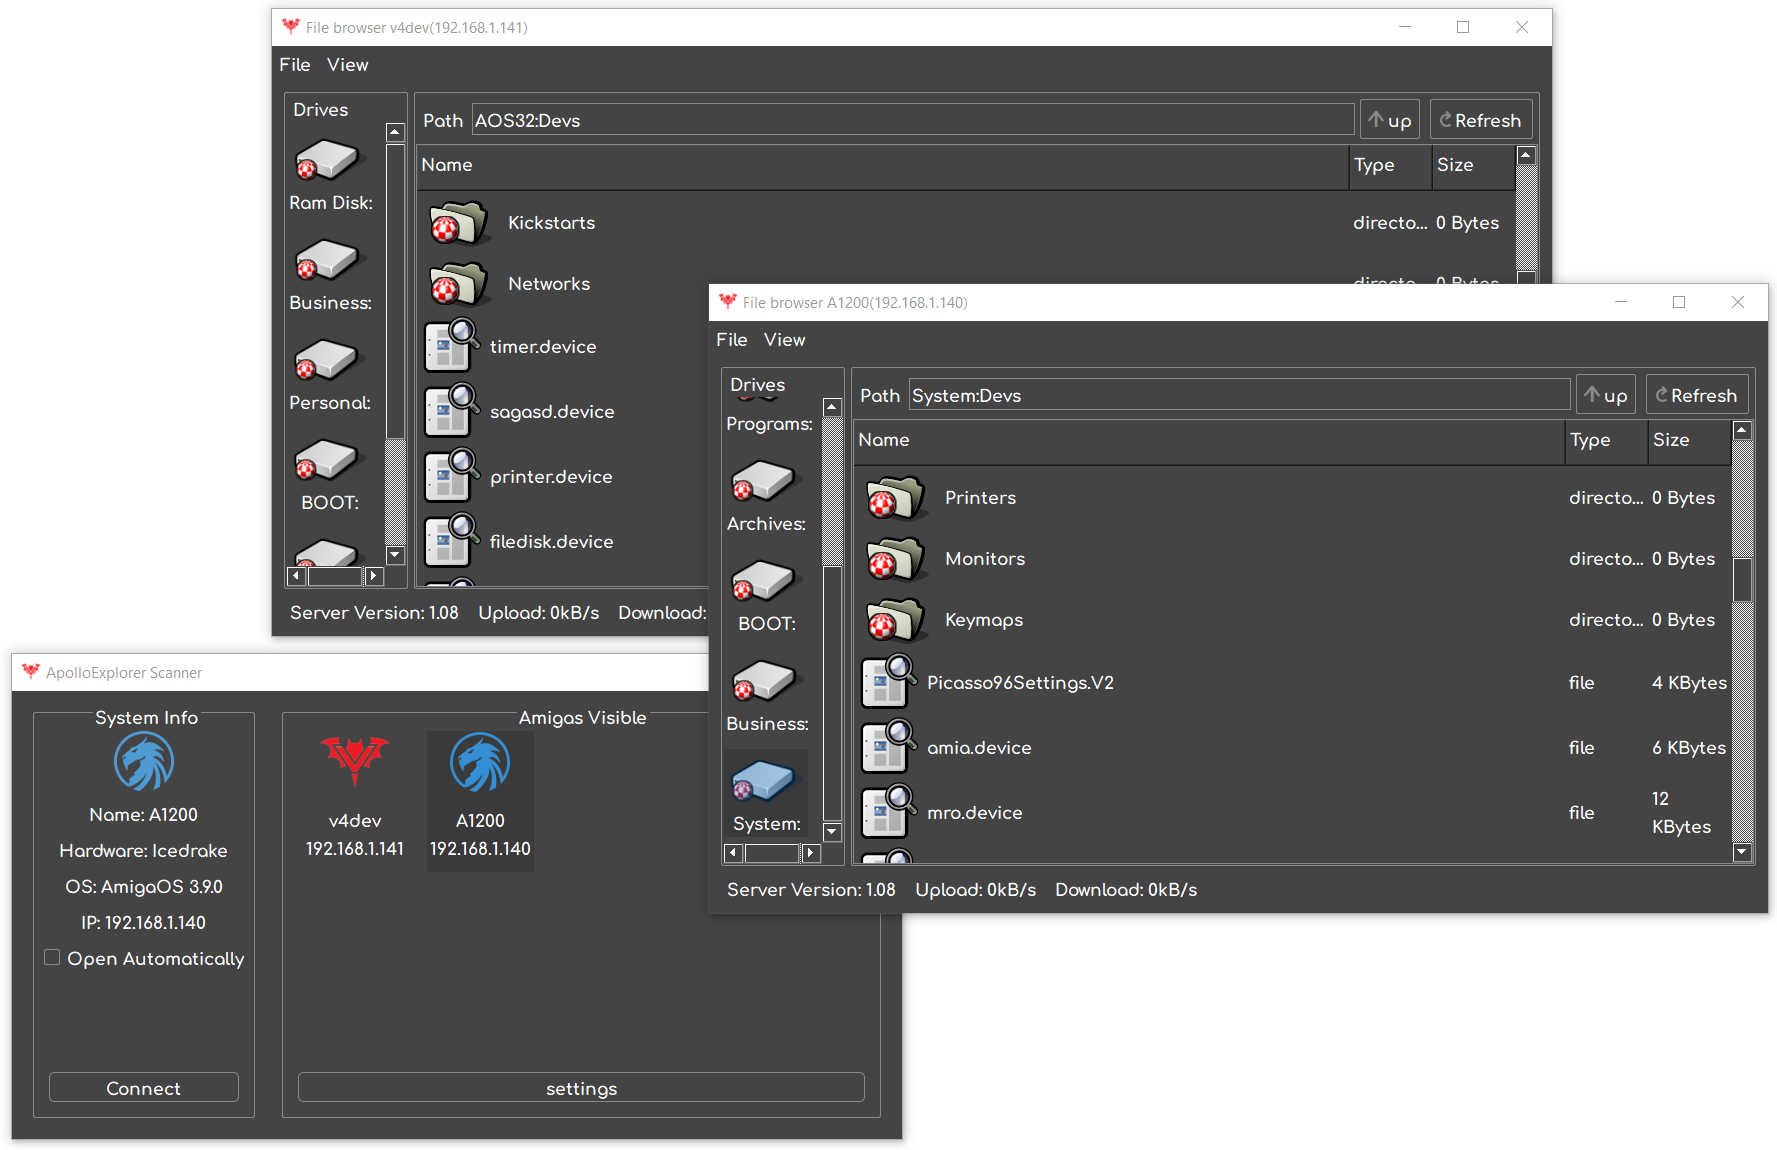 File browser v4dev(192.168.1.141)
File View
Drives
Ram Disk:
Business:
Personal:
BOOT:
Path AOS32:Devs up Refresh
Name Type Size
Kickstarts directo... 0 Bytes
Networks directo... 0 Bytes
timer.device
sagasd.device
printer.device
filedisk.device
Server Version: 1.08 Upload: 0kB/s Download:
File browser A1200(192.168.1.140)
File View
Drives
Programs:
Archives:
BOOT:
Business:
System:
Path System:Devs up Refresh
Name Type Size
Printers directo... 0 Bytes
Monitors directo... 0 Bytes
Keymaps directo... 0 Bytes
Picasso96Settings.V2 file 4 KBytes
amia.device file 6 KBytes
mro.device file 12
KBytes
Server Version: 1.08 Upload: 0kB/s Download: 0kB/s
ApolloExplorer Scanner
System Info
Name: A1200
Hardware: Icedrake
OS: AmigaOS 3.9.0
IP: 192.168.1.140
Open Automatically
Connect
Amigas Visible
v4dev
192.168.1.141
A1200
192.168.1.140
settings